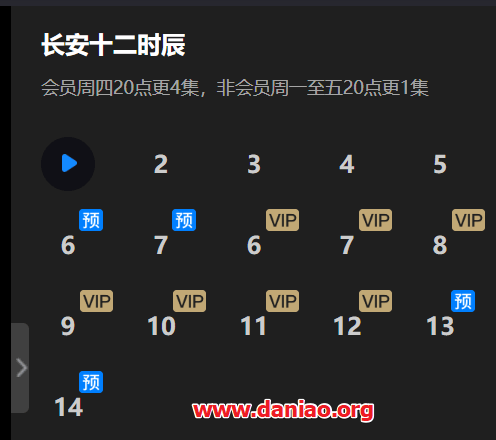 长安十二时辰
会员周四20点更4集，非会员周一至五20点更1集
2 3 4 5
预 预 VIP VIP VIP
6 7 6 7 8
VIP VIP VIP VIP 预
9 10 11 12 13
预
14
www.daniao.org